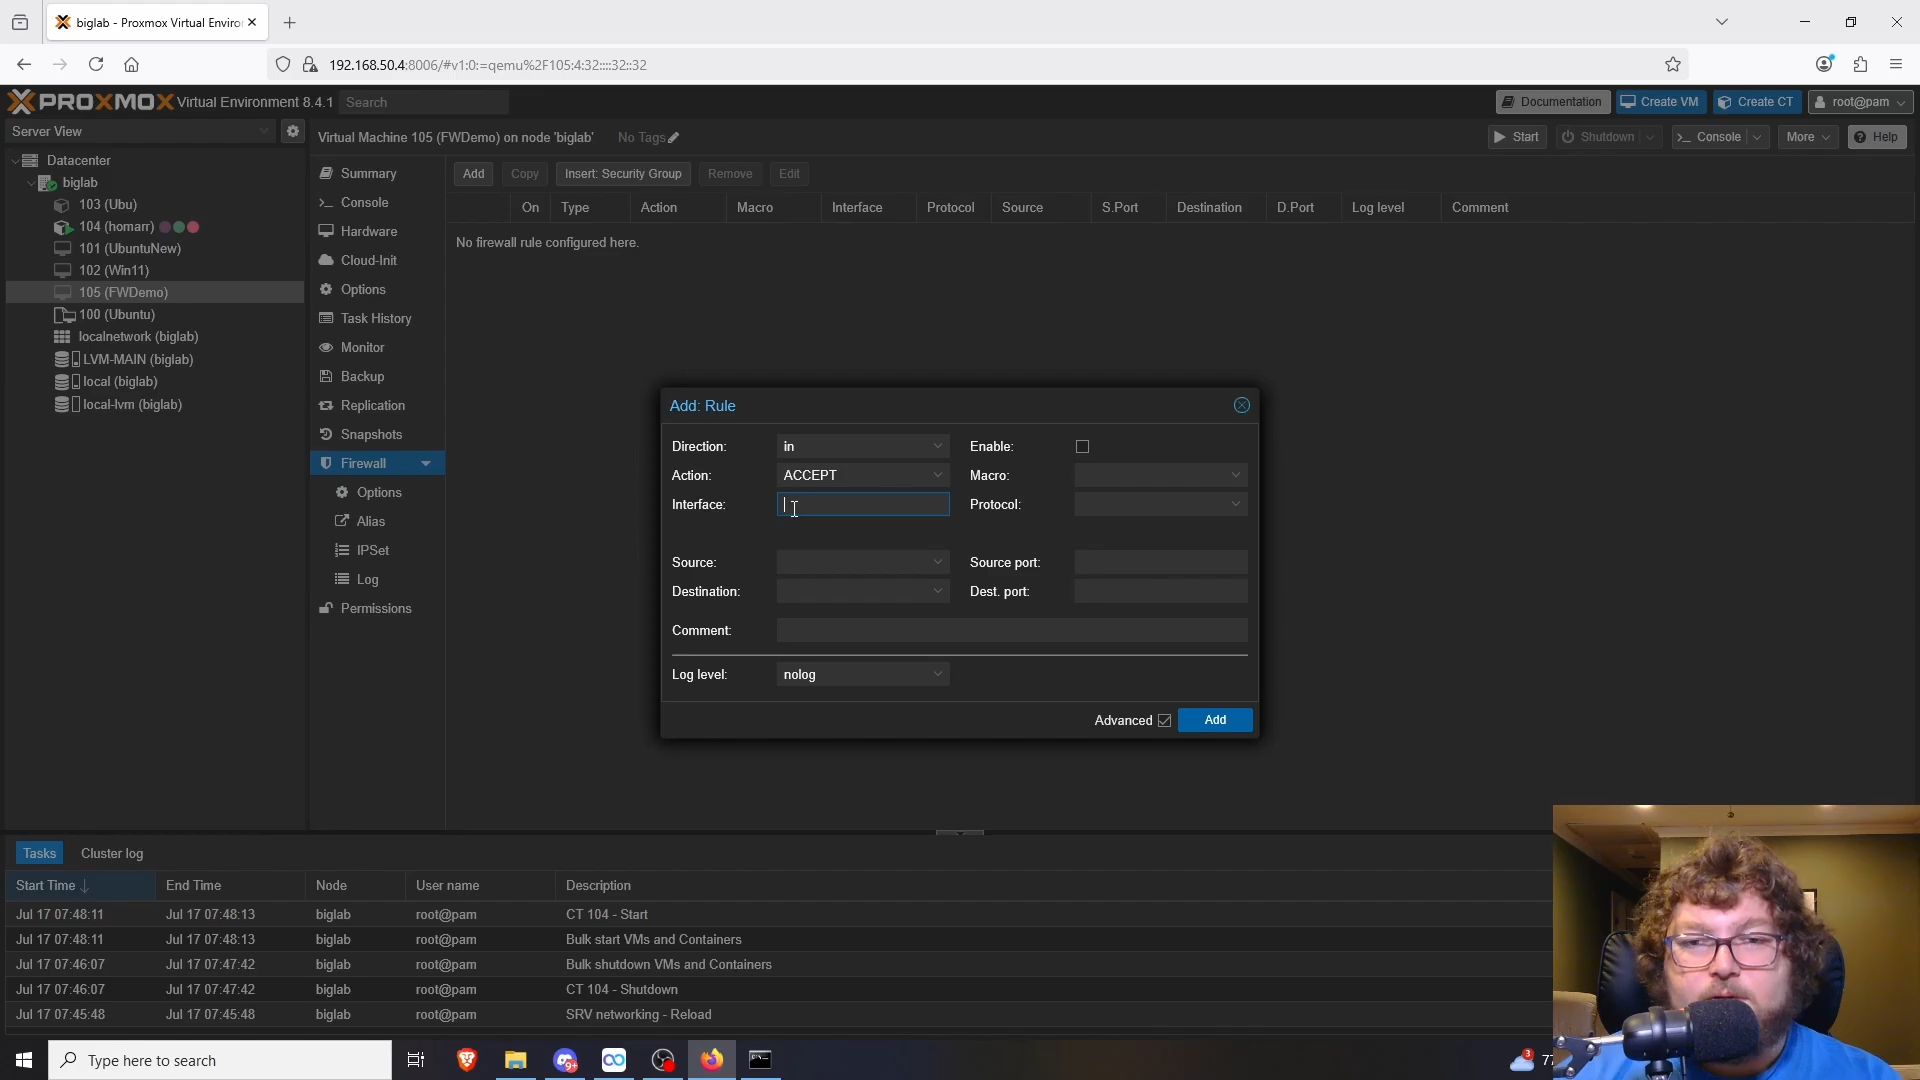 biglab - Proxmox Virtual Enviro
192.168.50.4:8006/#v1:0:=qemu%2F105:4:32::::32::32
PROXMOX Virtual Environment 8.4.1 Search
Documentation Create VM Create CT root@pam
Server View
Virtual Machine 105 (FWDemo) on node 'biglab' No Tags
Start Shutdown Console More Help
Datacenter
biglab
103 (Ubu)
104 (homarr)
101 (UbuntuNew)
102 (Win11)
105 (FWDemo)
100 (Ubuntu)
localnetwork (biglab)
LVM-MAIN (biglab)
local (biglab)
local-lvm (biglab)
Summary
Console
Hardware
Cloud-Init
Options
Task History
Monitor
Backup
Replication
Snapshots
Firewall
Options
Alias
IPSet
Log
Permissions
Add Copy Insert: Security Group Remove Edit
On Type Action Macro Interface Protocol Source S.Port Destination D.Port Log level Comment
No firewall rule configured here.
Add: Rule
Direction: in Enable:
Action: ACCEPT Macro:
Interface: Protocol:
Source: Source port:
Destination: Dest. port:
Comment:
Log level: nolog
Advanced Add
Tasks Cluster log
Start Time End Time Node User name Description
Jul 17 07:48:11 Jul 17 07:48:13 biglab root@pam CT 104 - Start
Jul 17 07:48:11 Jul 17 07:48:13 biglab root@pam Bulk start VMs and Containers
Jul 17 07:46:07 Jul 17 07:47:42 biglab root@pam Bulk shutdown VMs and Containers
Jul 17 07:46:07 Jul 17 07:47:42 biglab root@pam CT 104 - Shutdown
Jul 17 07:45:48 Jul 17 07:45:48 biglab root@pam SRV networking - Reload
Type here to search
9+
3
77